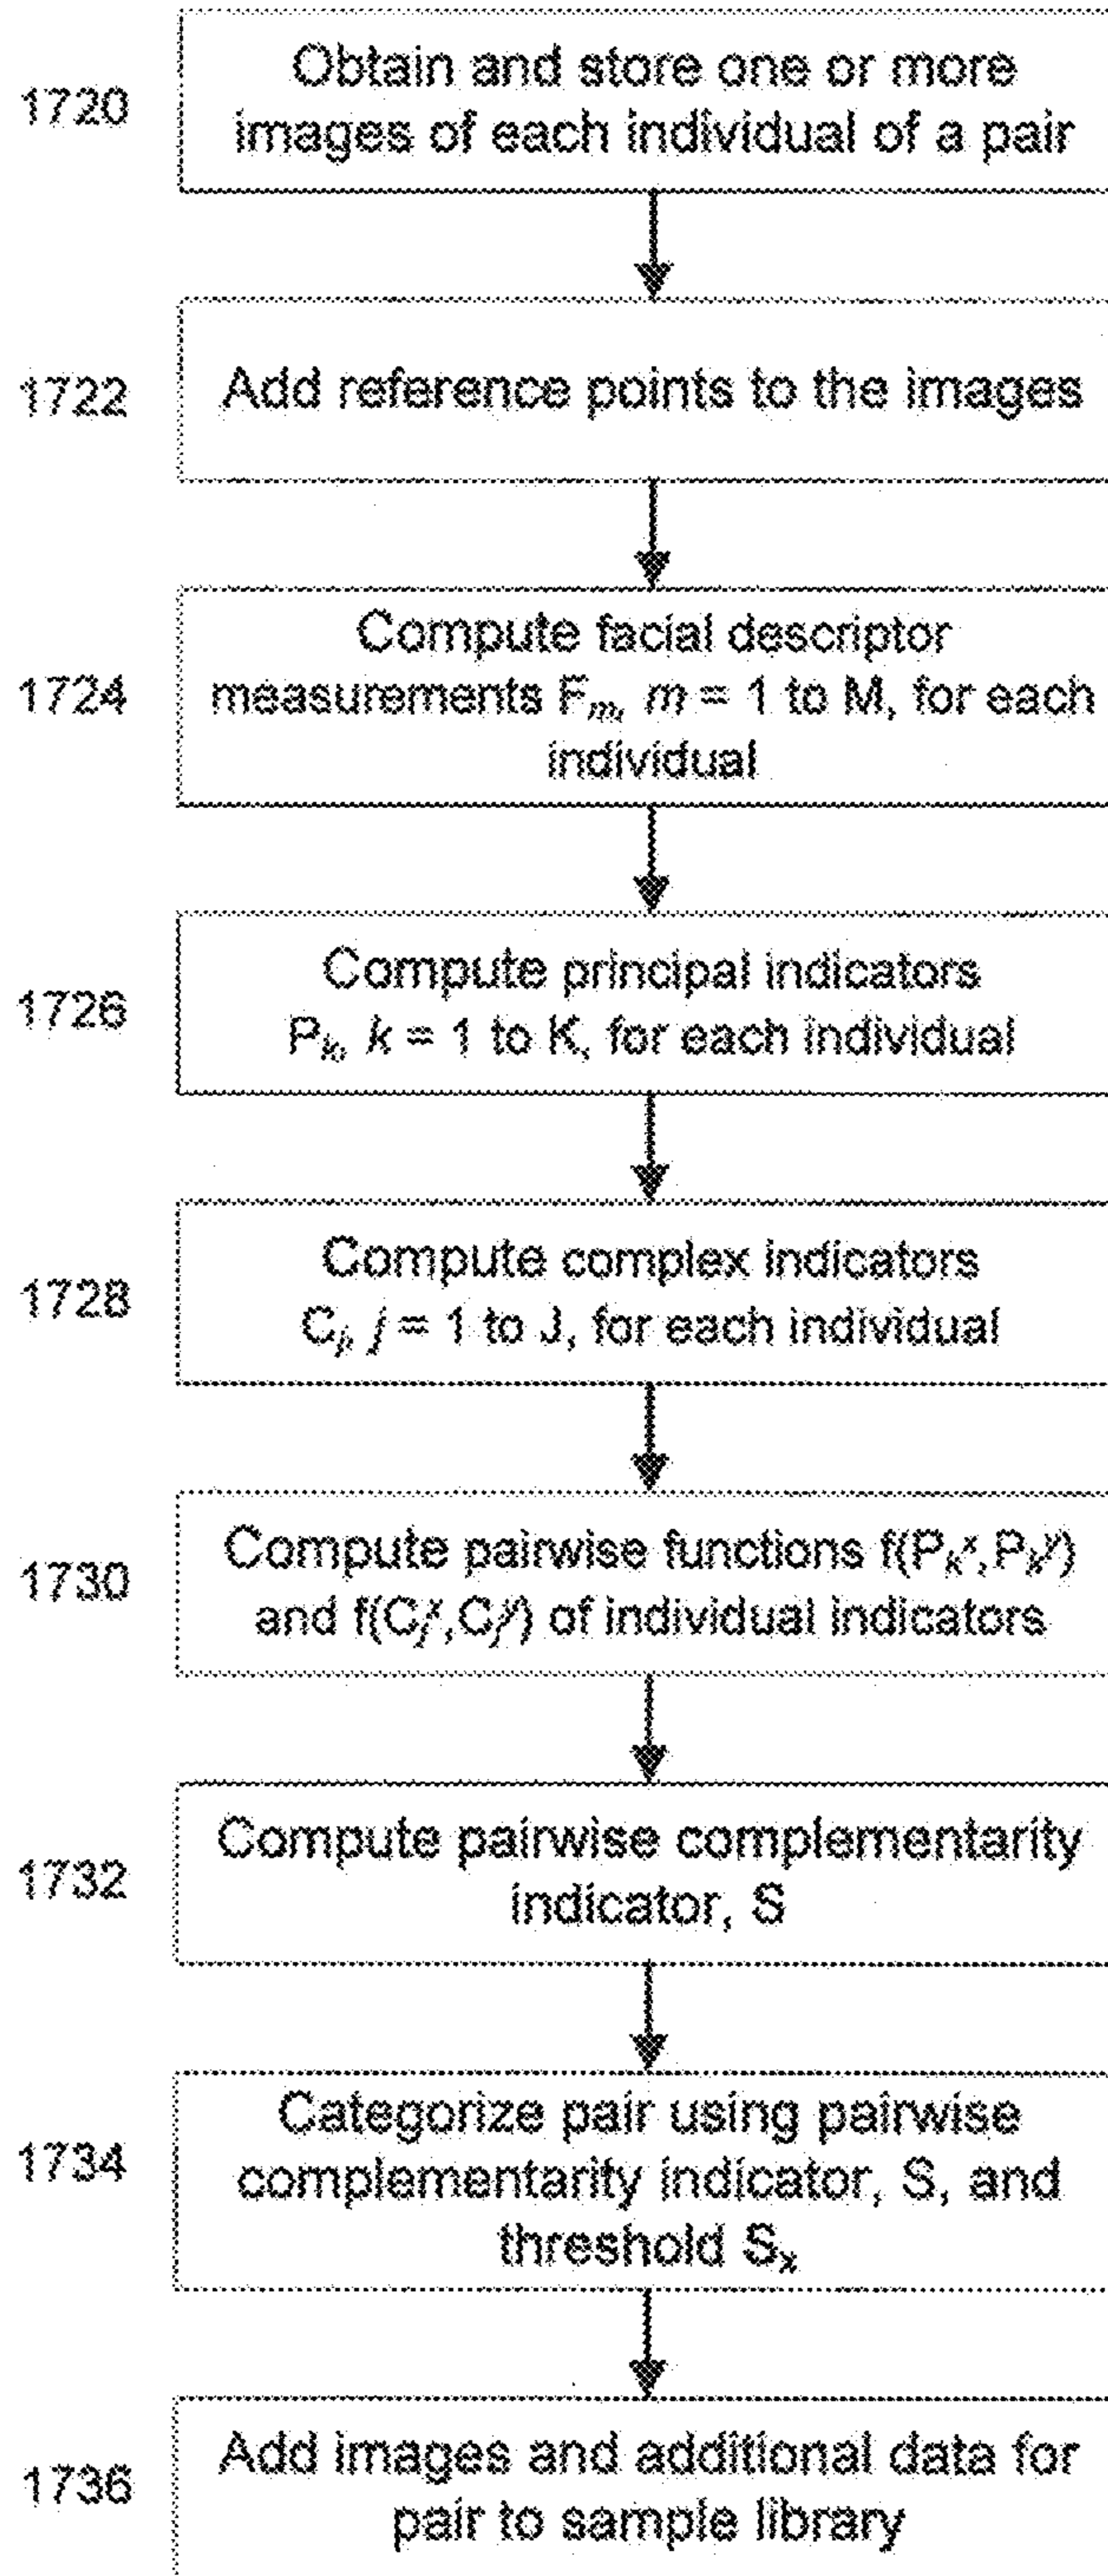 1720
Obtain and store one or more
images of each individual of a pair
1722
Add reference points to the images
1724
Compute facial descriptor
measurements Fₘ, m = 1 to M, for each
individual
1726
Compute principal indicators
Pₖ, k = 1 to K, for each individual
1728
Compute complex indicators
Cⱼ, j = 1 to J, for each individual
1730
Compute pairwise functions f(Pₖˣ,Pₖʸ)
and f(Cⱼˣ,Cⱼʸ) of individual indicators
1732
Compute pairwise complementarity
indicator, S
1734
Categorize pair using pairwise
complementarity indicator, S, and
threshold Sₓ
1736
Add images and additional data for
pair to sample library